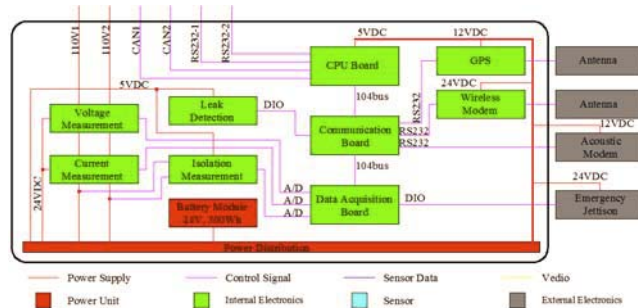 110V1
110V2
CAN1
CAN2
RS232-1
RS232-2
5VDC
12VDC
CPU Board
GPS
Antenna
5VDC
24VDC
RS232
Leak
Detection
DIO
104bus
Wireless
Modem
Antenna
Voltage
Measurement
Communication
Board
RS232
RS232
12VDC
Acoustic
Modem
Current
Measurement
Isolation
Measurement
104bus
24VDC
24VDC
A/D
A/D
A/D
Data Acquisition
Board
DIO
Emergency
Jettison
Battery Module
24V, 300Wh
Power Distribution
Power Supply
Control Signal
Sensor Data
Vedio
Power Unit
Internal Electronics
Sensor
External Electronics